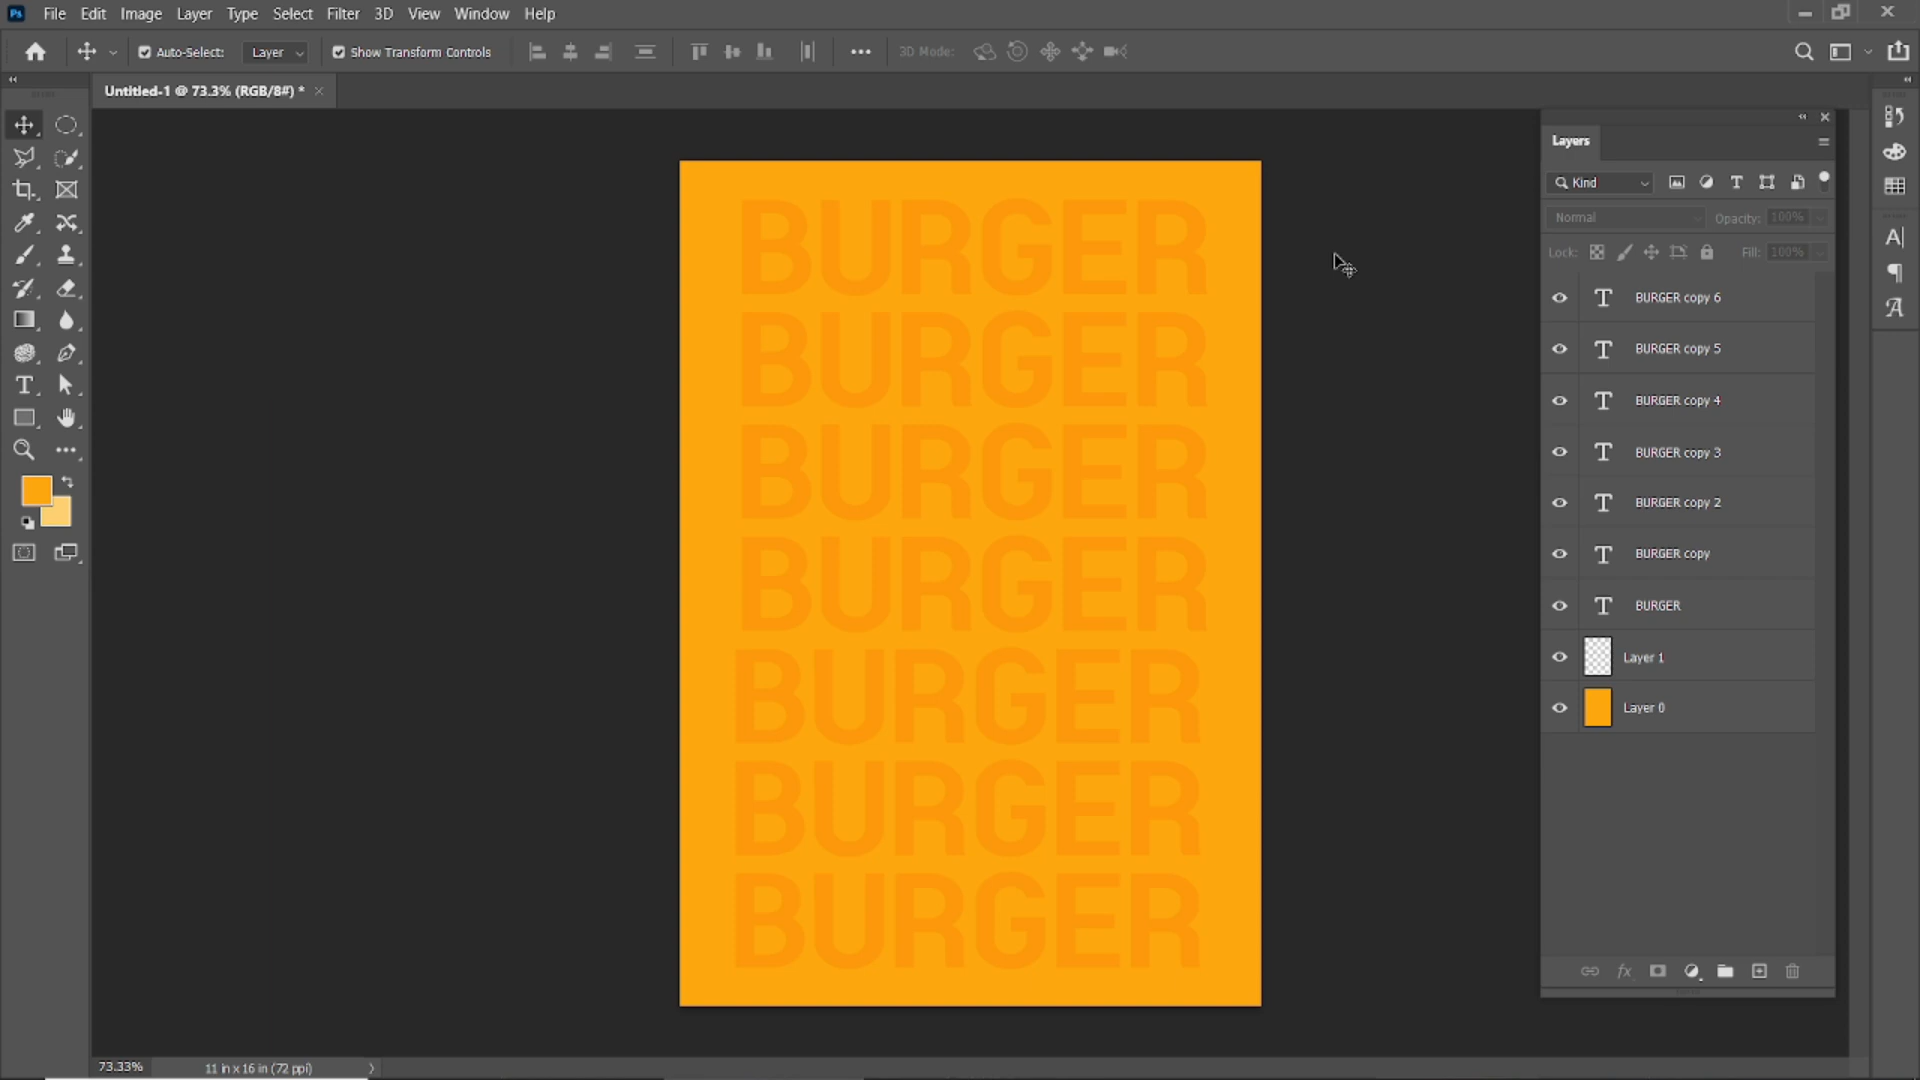 Ps File Edit Image Layer Type Select Filter 3D View Window Help
Auto-Select: Layer Show Transform Controls 3D Mode:
Untitled-1 @ 73.3% (RGB/8#) *
BURGER
BURGER
BURGER
BURGER
BURGER
BURGER
BURGER
Layers
Kind
Normal Opacity: 100%
Lock: Fill: 100%
BURGER copy 6
BURGER copy 5
BURGER copy 4
BURGER copy 3
BURGER copy 2
BURGER copy
BURGER
Layer 1
Layer 0
73.33% 11 in x 16 in (72 ppi)